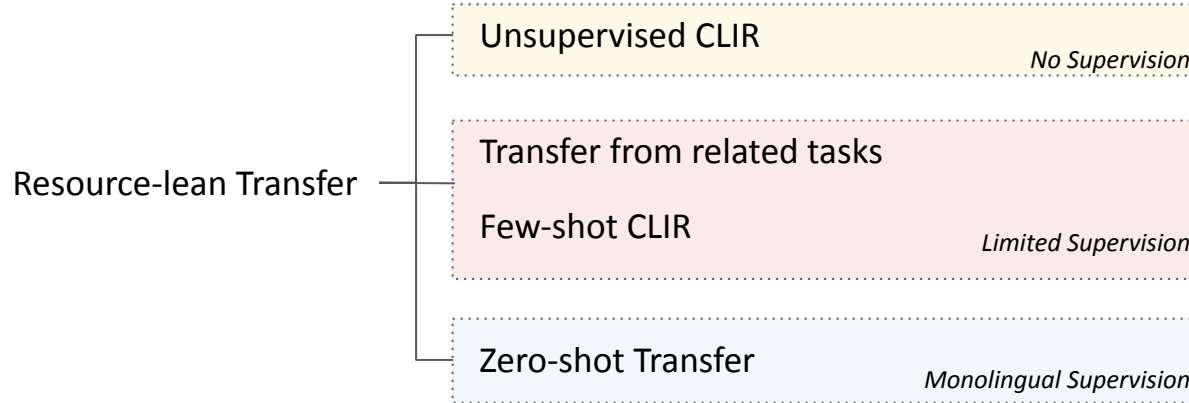 Unsupervised CLIR
No Supervision
Transfer from related tasks
Resource-lean Transfer
Few-shot CLIR
Limited Supervision
Zero-shot Transfer
Monolingual Supervision